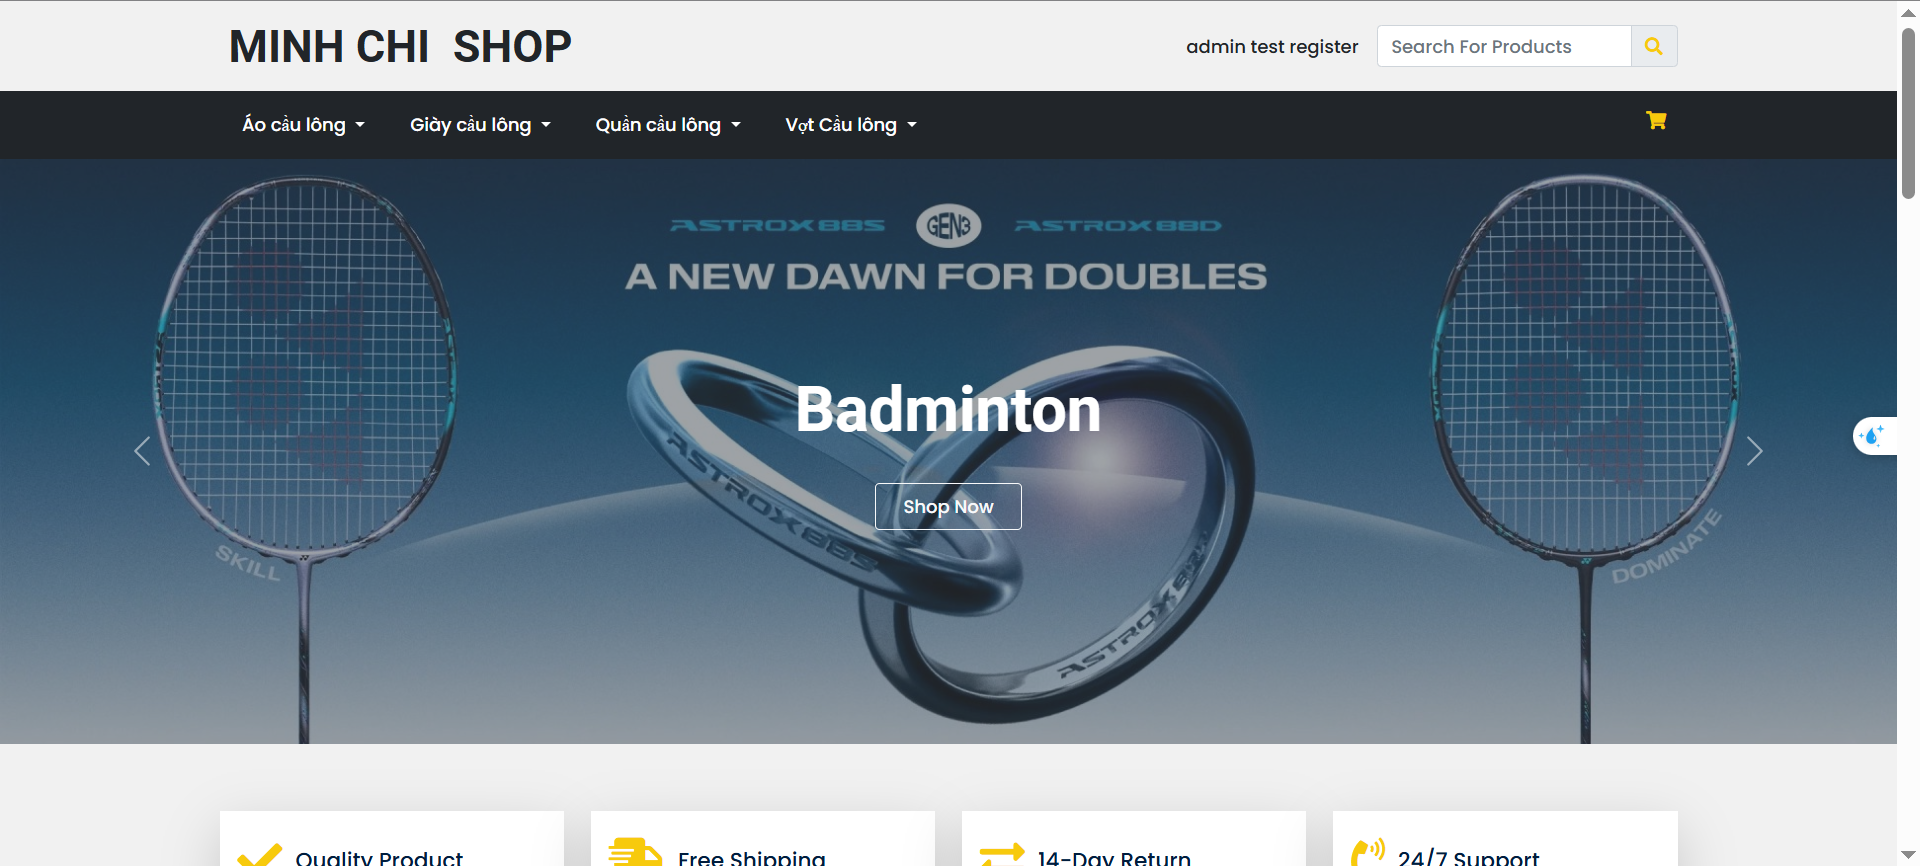 MINH CHI SHOP
admin test register
Search For Products
Áo cầu lông
Giày cầu lông
Quần cầu lông
Vợt Cầu lông
ASTROX 88S GEN3 ASTROX 88D
A NEW DAWN FOR DOUBLES
Badminton
ASTROX 88S
Shop Now
SKILL
DOMINATE
ASTROX 88D
Quality Product
Free Shipping
14-Day Return
24/7 Support